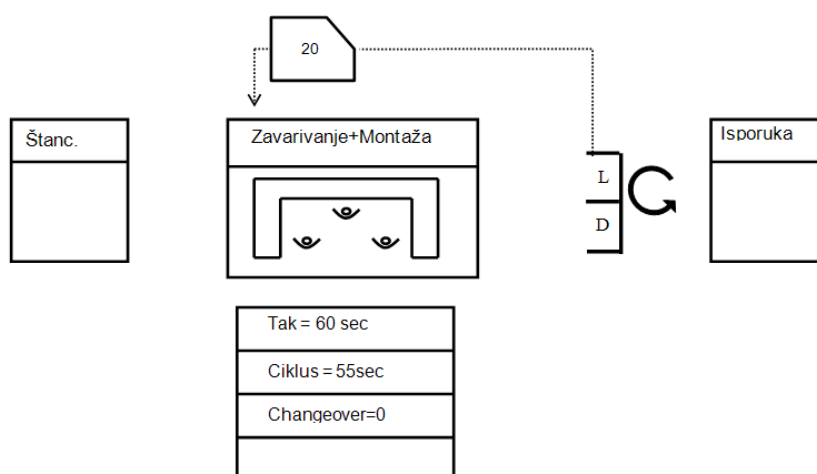 20
Štanc.
Zavarivanje+Montaža
Isporuka
L
D
Tak = 60 sec
Ciklus = 55sec
Changeover=0